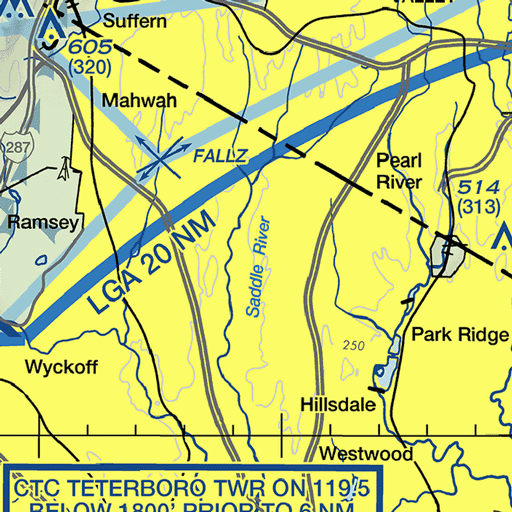 VALLEY
Suffern
605
(320)
Mahwah
287
FALLZ
Pearl
River
514
(313)
Ramsey
LGA 20 NM
Saddle River
250
Park Ridge
Wyckoff
Hillsdale
Westwood
CTC TETERBORO TWR ON 119.5
BELOW 1800' PRIOR TO 6 NM